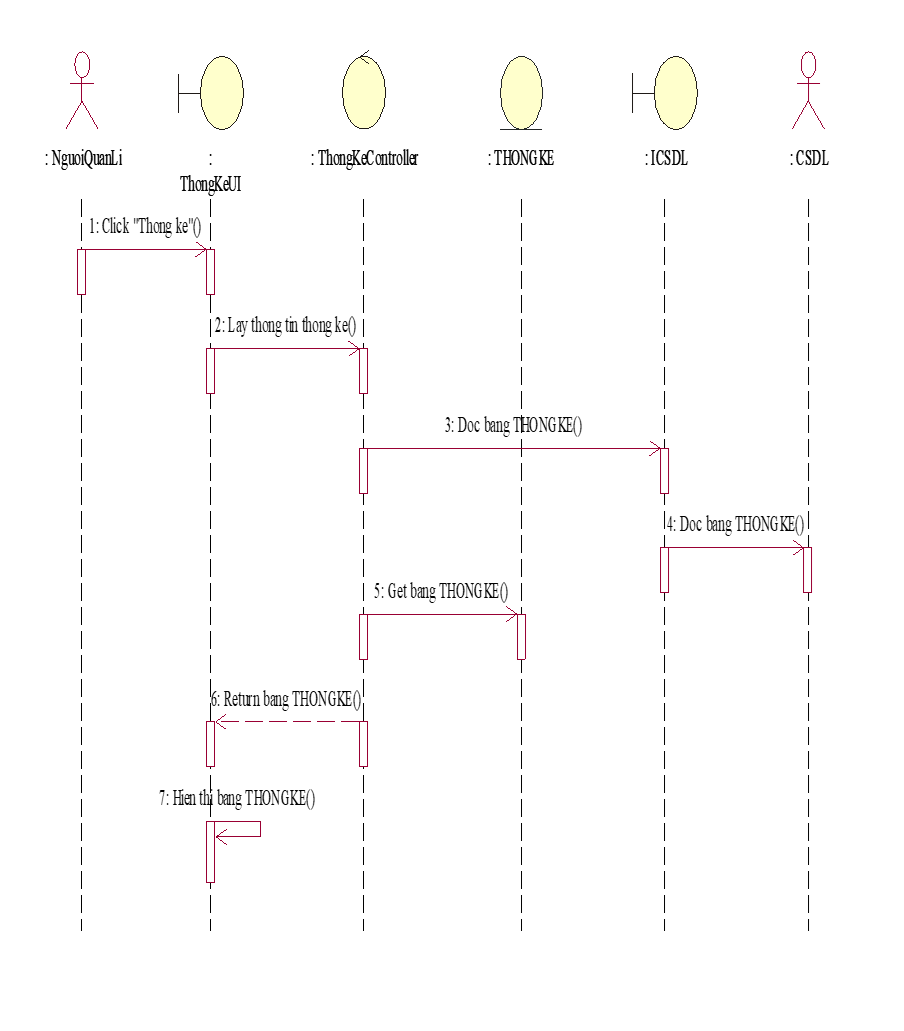 : NguoiQuanLi
:
ThongKeUI
: ThongKeController
: THONGKE
: ICSDL
: CSDL
1: Click "Thong ke"()
2: Lay thong tin thong ke()
3: Doc bang THONGKE()
4: Doc bang THONGKE()
5: Get bang THONGKE()
6: Return bang THONGKE()
7: Hien thi bang THONGKE()